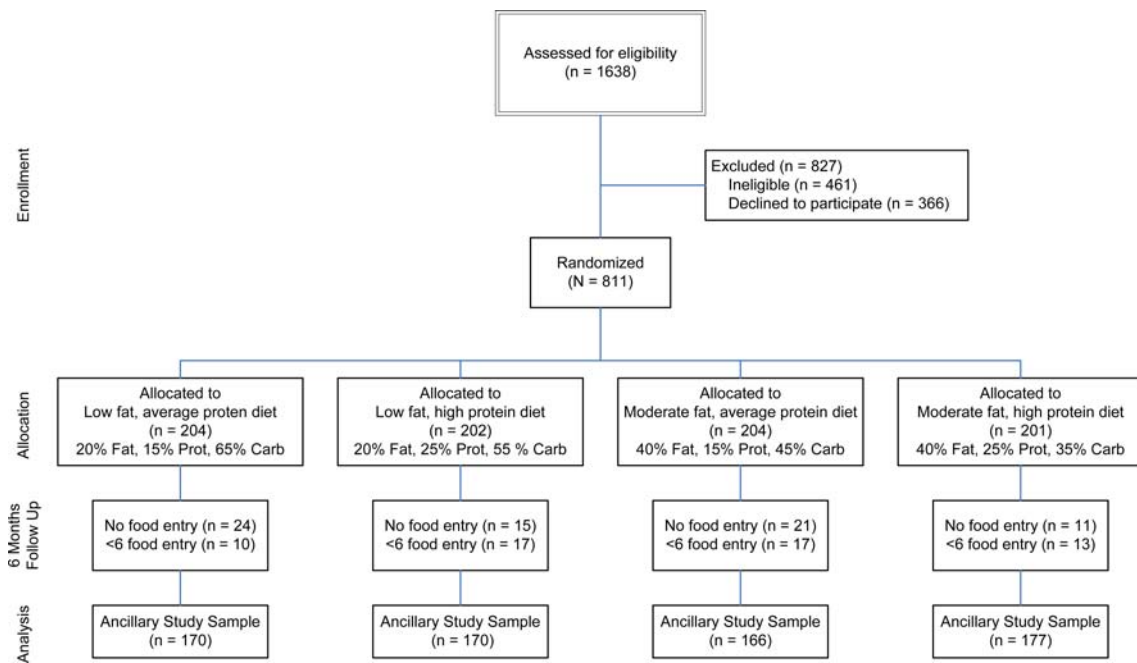 Assessed for eligibility
(n = 1638)
Enrollment
Excluded (n = 827)
Ineligible (n = 461)
Declined to participate (n = 366)
Randomized
(N = 811)
Allocation
Allocated to
Low fat, average proten diet
(n = 204)
20% Fat, 15% Prot, 65% Carb
Allocated to
Low fat, high protein diet
(n = 202)
20% Fat, 25% Prot, 55 % Carb
Allocated to
Moderate fat, average protein diet
(n = 204)
40% Fat, 15% Prot, 45% Carb
Allocated to
Moderate fat, high protein diet
(n = 201)
40% Fat, 25% Prot, 35% Carb
6 Months
Follow Up
No food entry (n = 24)
<6 food entry (n = 10)
No food entry (n = 15)
<6 food entry (n = 17)
No food entry (n = 21)
<6 food entry (n = 17)
No food entry (n = 11)
<6 food entry (n = 13)
Analysis
Ancillary Study Sample
(n = 170)
Ancillary Study Sample
(n = 170)
Ancillary Study Sample
(n = 166)
Ancillary Study Sample
(n = 177)